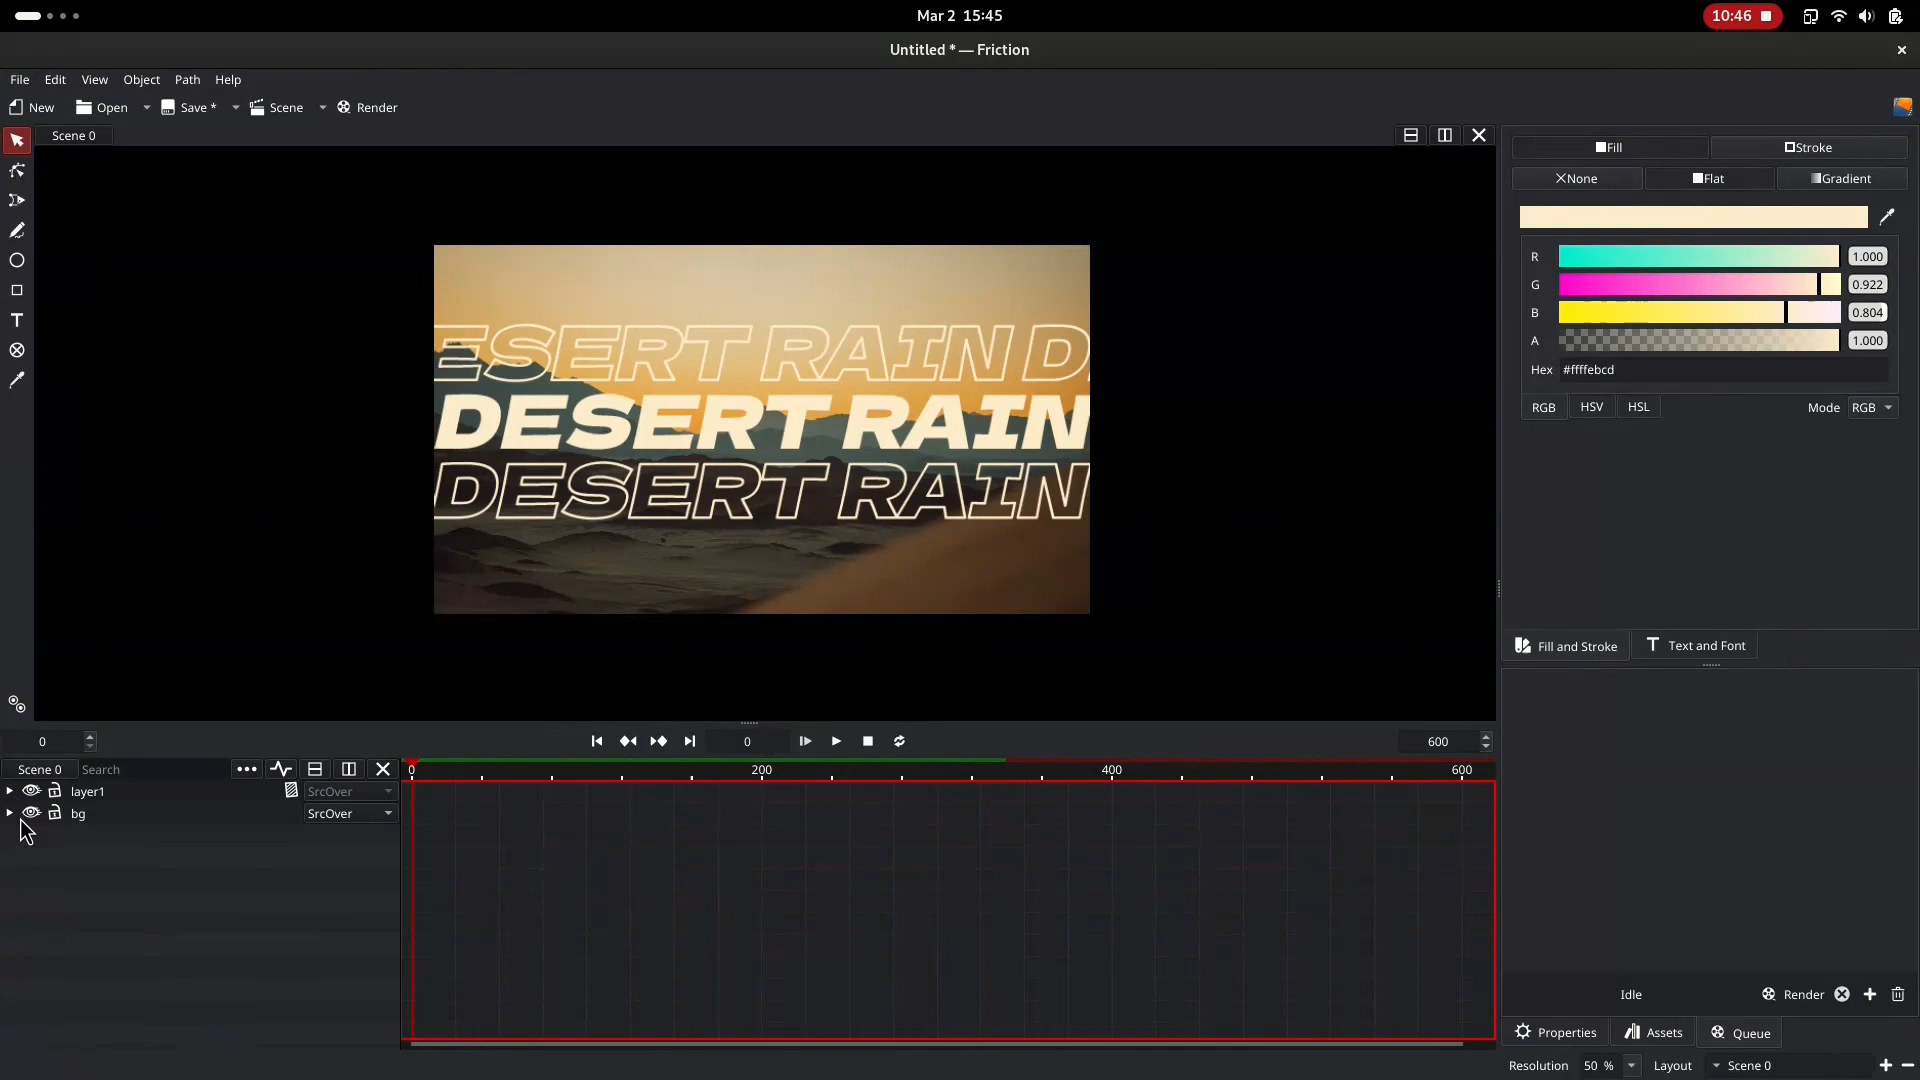 Mar 2 15:45
10:46
Untitled * — Friction
File Edit View Object Path Help
New Open Save * Scene Render
Scene 0
Fill Stroke
None Flat Gradient
R 1.000
G 0.922
B 0.804
A 1.000
Hex #ffffebcd
RGB HSV HSL Mode RGB
ESERT RAIN D
DESERT RAIN
DESERT RAIN
Fill and Stroke Text and Font
0 0 600
Scene 0 Search
0 200 400 600
layer1 SrcOver
bg SrcOver
Idle Render
Properties Assets Queue
Resolution 50 % Layout Scene 0